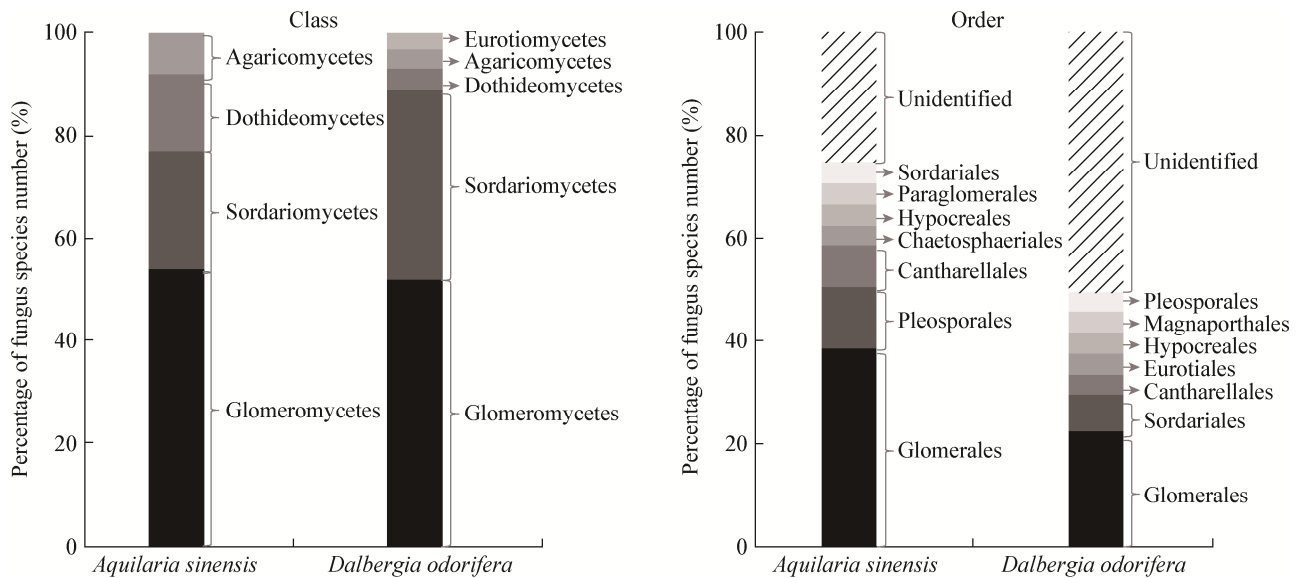 Class
Percentage of fungus species number (%)
100
80
60
40
20
0
Agaricomycetes
Dothideomycetes
Sordariomycetes
Glomeromycetes
Eurotiomycetes
Agaricomycetes
Dothideomycetes
Sordariomycetes
Glomeromycetes
Aquilaria sinensis
Dalbergia odorifera
Order
Percentage of fungus species number (%)
100
80
60
40
20
0
Unidentified
Sordariales
Paraglomerales
Hypocreales
Chaetosphaeriales
Cantharellales
Pleosporales
Glomerales
Unidentified
Pleosporales
Magnaporthales
Hypocreales
Eurotiales
Cantharellales
Sordariales
Glomerales
Aquilaria sinensis
Dalbergia odorifera